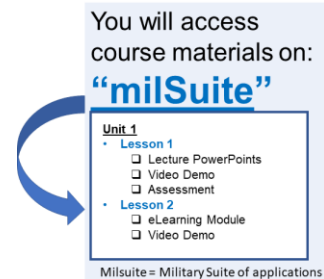 You will access
course materials on:
“milSuite”
Unit 1
• Lesson 1
❑ Lecture PowerPoints
❑ Video Demo
❑ Assessment
• Lesson 2
❑ eLearning Module
❑ Video Demo
Milsuite = Military Suite of applications